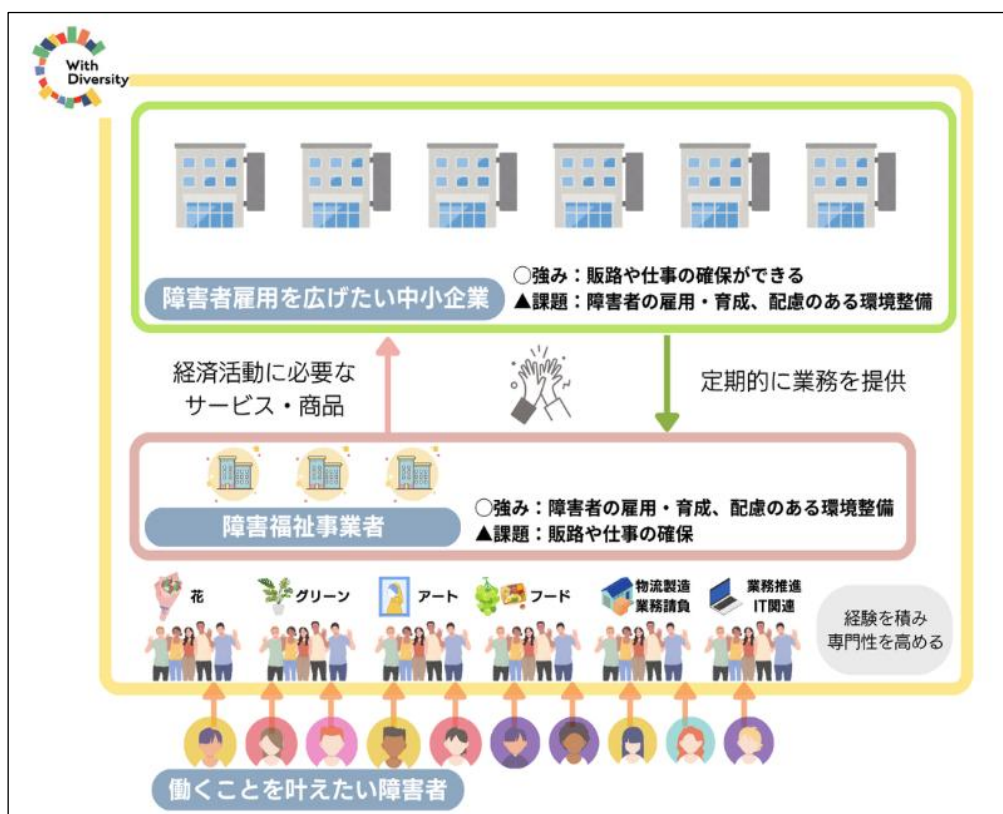 With
Diversity
障害者雇用を広げたい中小企業
○強み：販路や仕事の確保ができる
▲課題：障害者の雇用・育成、配慮のある環境整備
経済活動に必要な
サービス・商品
定期的に業務を提供
障害福祉事業者
○強み：障害者の雇用・育成、配慮のある環境整備
▲課題：販路や仕事の確保
花
グリーン
アート
フード
物流製造
業務請負
業務推進
IT関連
経験を積み
専門性を高める
働くことを叶えたい障害者